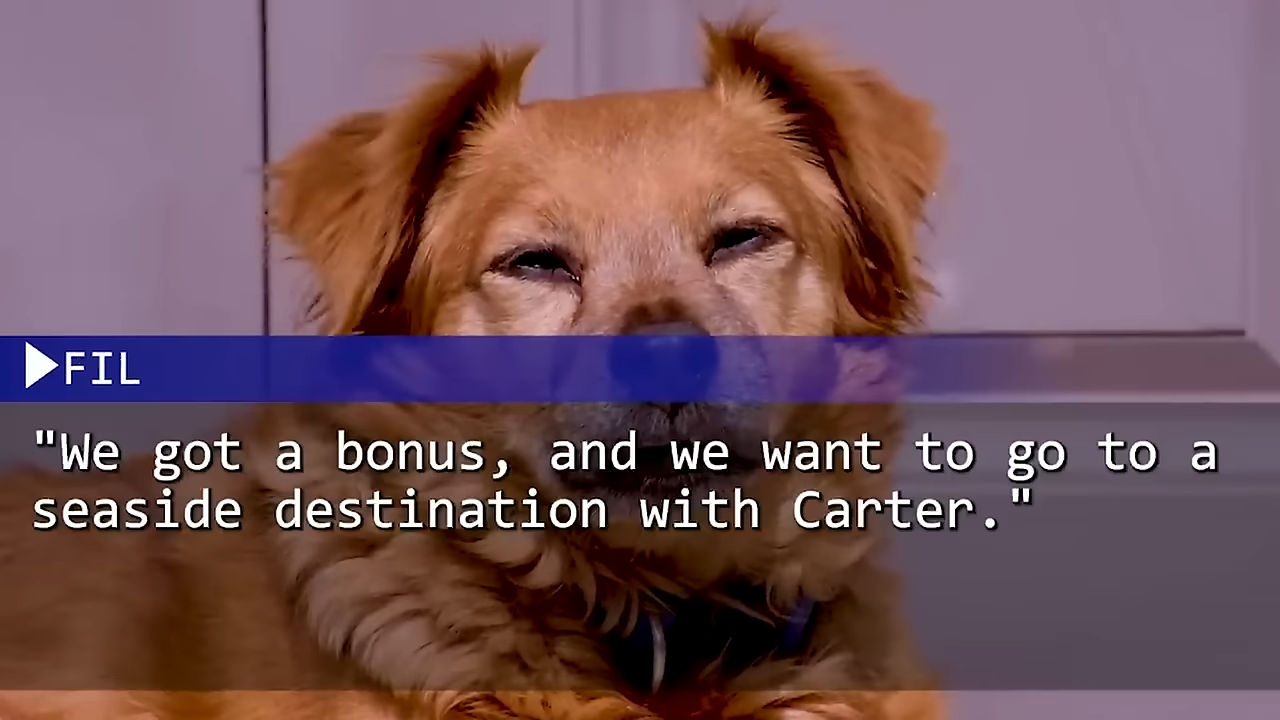 ▶FIL
"We got a bonus, and we want to go to a
seaside destination with Carter."